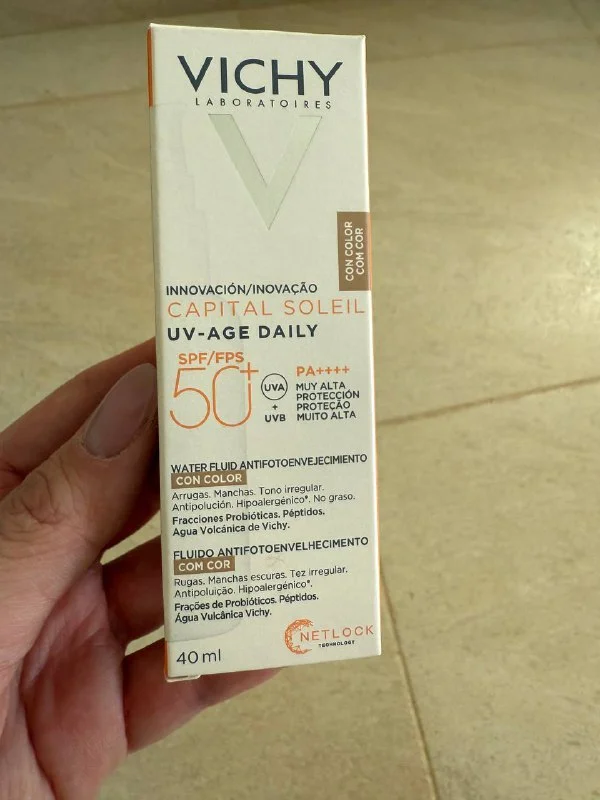 VICHY
LABORATOIRES
CON COLOR
COM COR
INNOVACIÓN/INOVAÇÃO
CAPITAL SOLEIL
UV-AGE DAILY
SPF/FPS
50+
UVA
+
UVB
PA++++
MUY ALTA
PROTECCIÓN
PROTEÇÃO
MUITO ALTA
WATER FLUID ANTIFOTOENVEJECIMIENTO
CON COLOR
Arrugas. Manchas. Tono irregular.
Antipolución. Hipoalergénico*. No graso.
Fracciones Probióticas. Péptidos.
Agua Volcánica de Vichy.
FLUIDO ANTIFOTOENVELHECIMENTO
COM COR
Rugas. Manchas escuras. Tez irregular.
Antipoluição. Hipoalergénico*.
Frações de Probióticos. Péptidos.
Água Vulcânica Vichy.
NETLOCK
TECHNOLOGY
40 ml